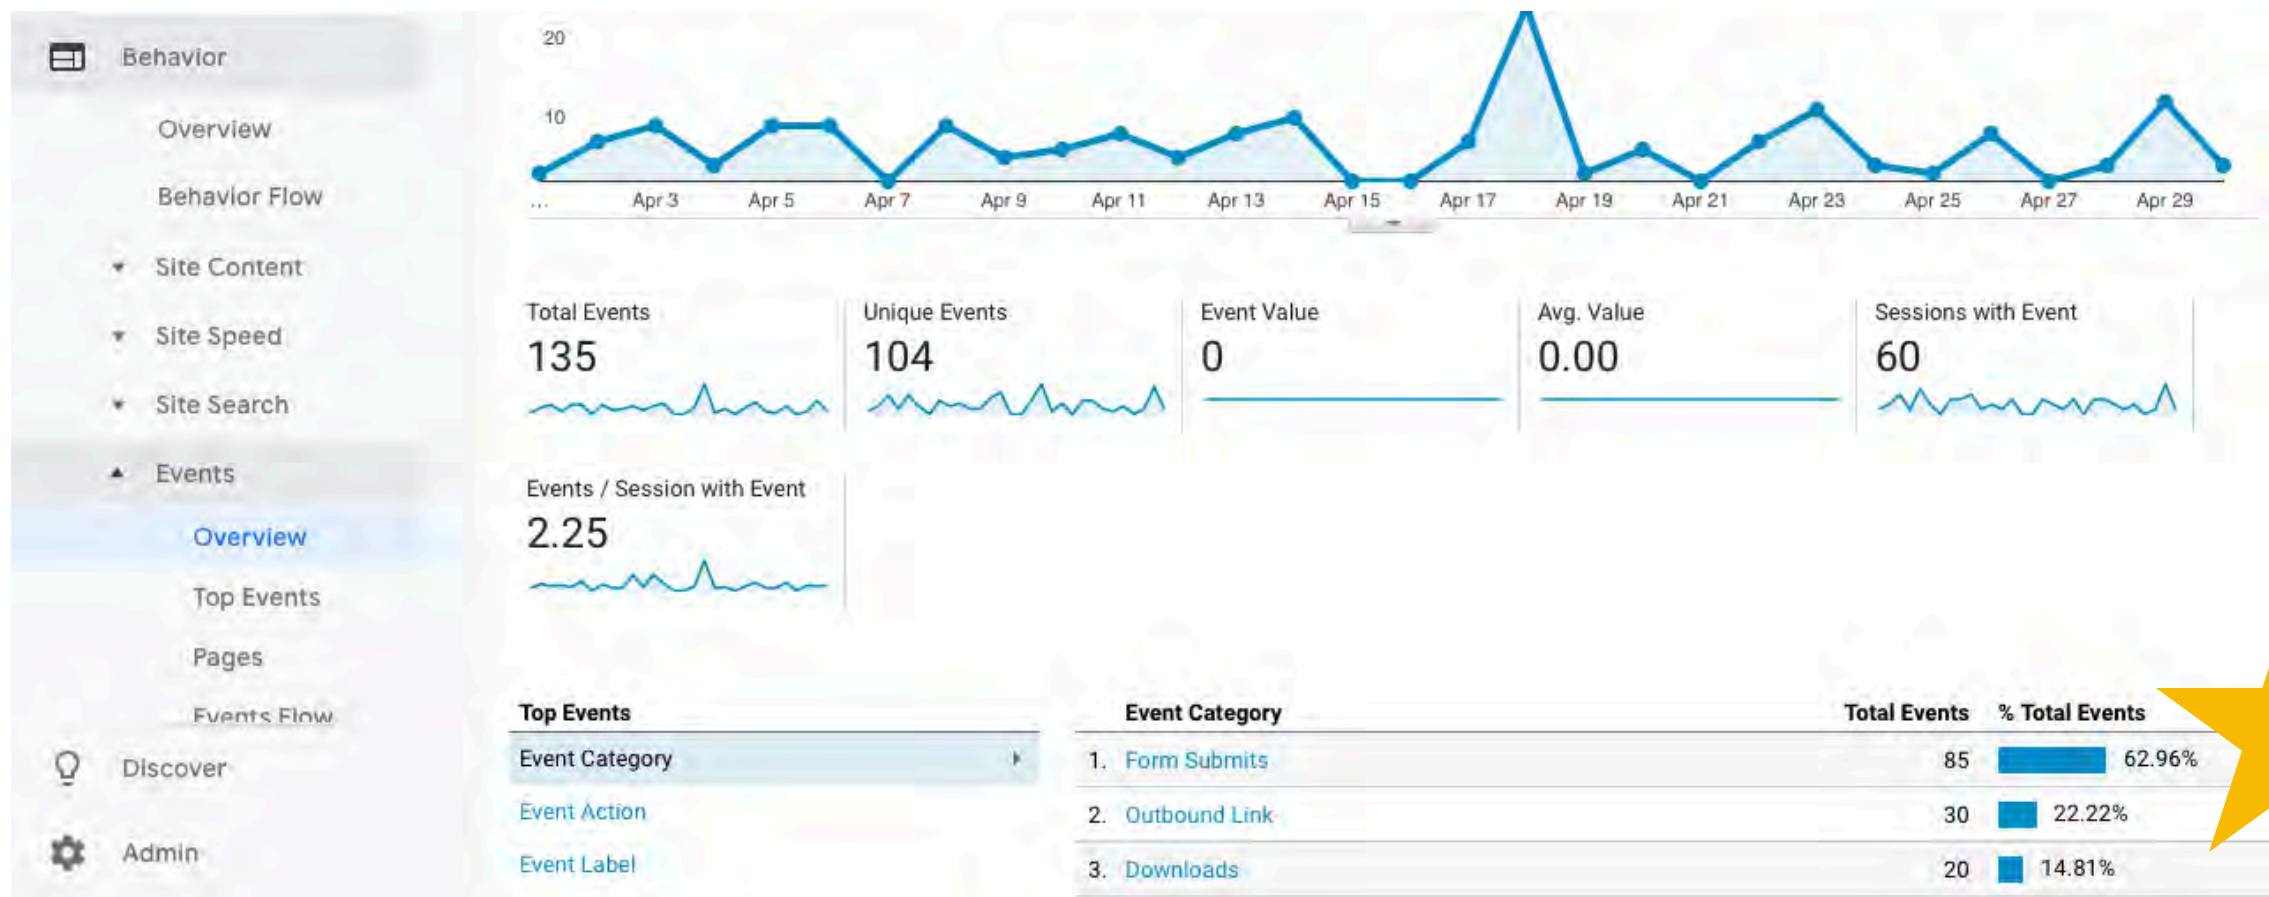 Behavior
Overview
Behavior Flow
Site Content
Site Speed
Site Search
Events
Overview
Top Events
Pages
Events Flow
Discover
Admin
20
10
... Apr 3 Apr 5 Apr 7 Apr 9 Apr 11 Apr 13 Apr 15 Apr 17 Apr 19 Apr 21 Apr 23 Apr 25 Apr 27 Apr 29
Total Events Unique Events Event Value Avg. Value Sessions with Event
135 104 0 0.00 60
Events / Session with Event
2.25
Top Events
Event Category
Event Action
Event Label
Event Category Total Events % Total Events
1. Form Submits 85 62.96%
2. Outbound Link 30 22.22%
3. Downloads 20 14.81%